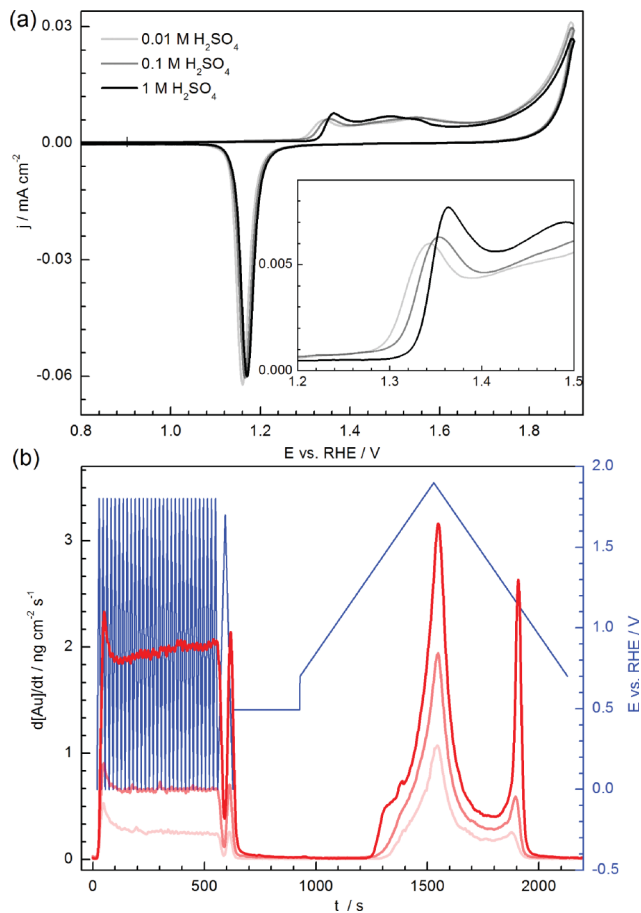 (a)
0.03
0.00
-0.03
-0.06
j / mA cm⁻²
0.01 M H₂SO₄
0.1 M H₂SO₄
1 M H₂SO₄
0.005
0.000
1.2 1.3 1.4 1.5
0.8 1.0 1.2 1.4 1.6 1.8
E vs. RHE / V
(b)
3
2
1
0
d[Au]/dt / ng cm⁻² s⁻¹
2.0
1.5
1.0
0.5
0.0
-0.5
E vs. RHE / V
0 500 1000 1500 2000
t / s